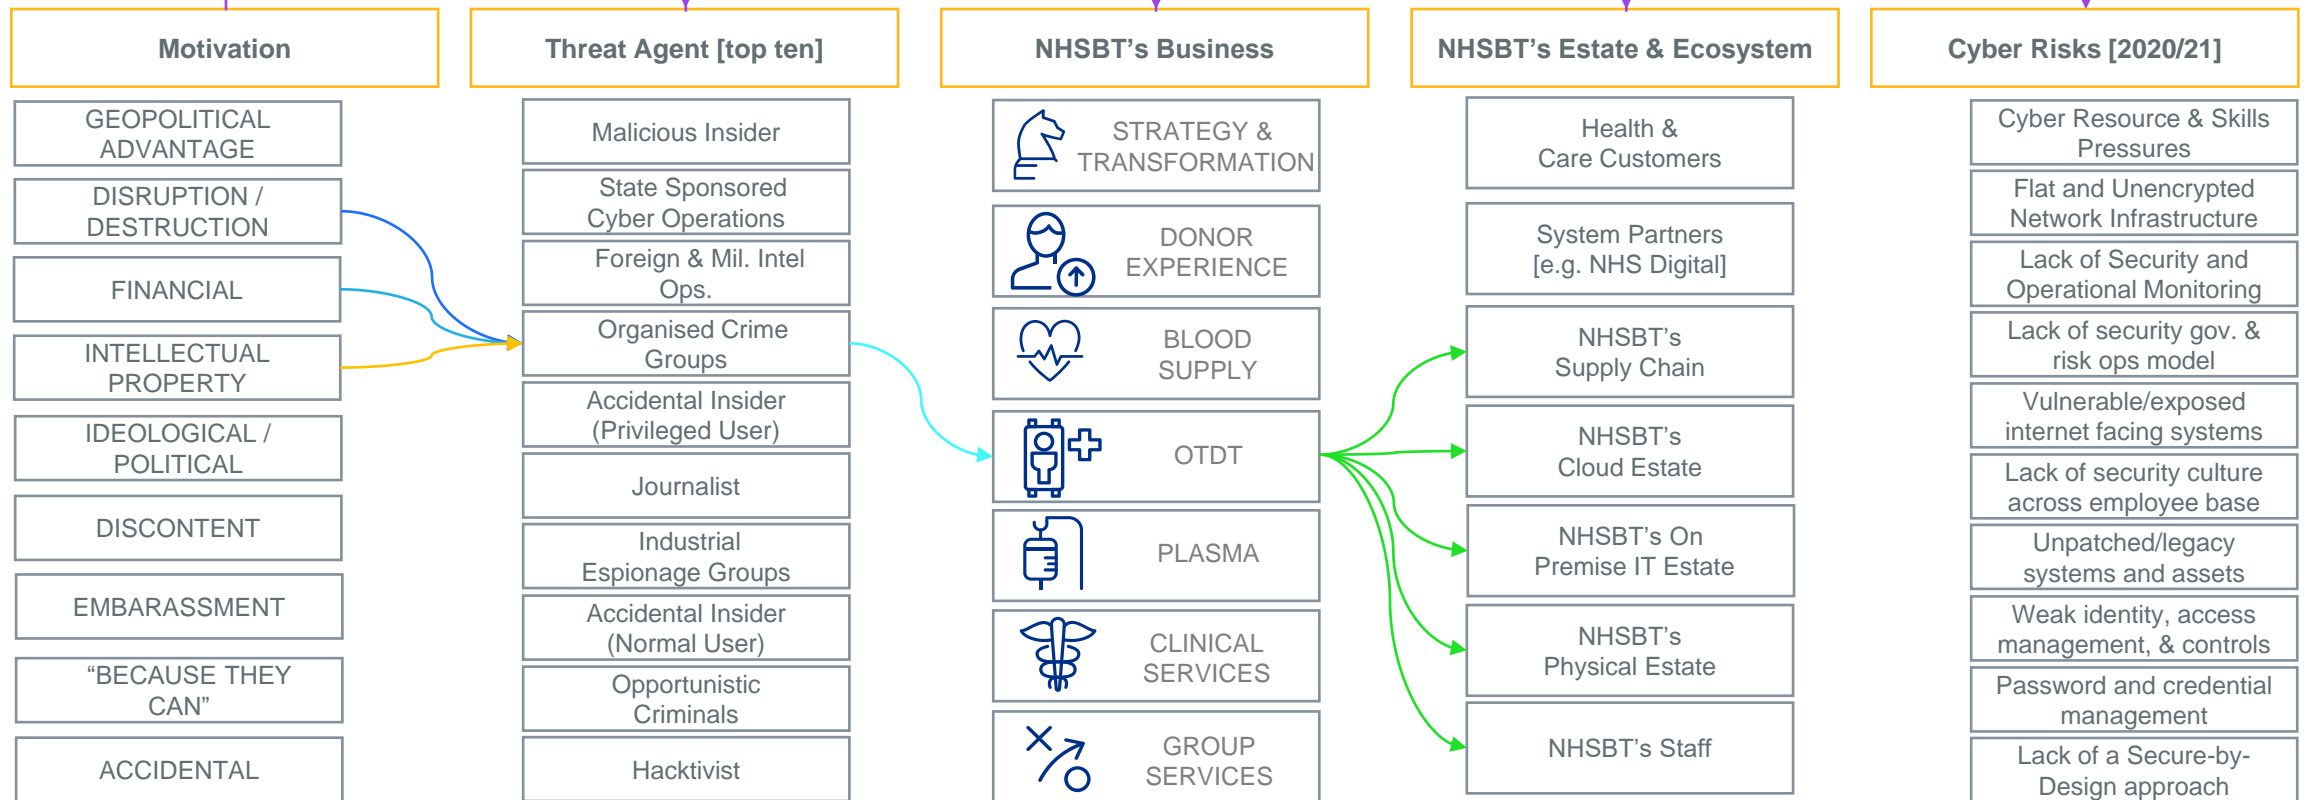 Motivation
Threat Agent [top ten]
NHSBT’s Business
NHSBT’s Estate & Ecosystem
Cyber Risks [2020/21]
GEOPOLITICAL
ADVANTAGE
DISRUPTION /
DESTRUCTION
FINANCIAL
INTELLECTUAL
PROPERTY
IDEOLOGICAL /
POLITICAL
DISCONTENT
EMBARASSMENT
“BECAUSE THEY
CAN”
ACCIDENTAL
Malicious Insider
State Sponsored
Cyber Operations
Foreign & Mil. Intel
Ops.
Organised Crime
Groups
Accidental Insider
(Privileged User)
Journalist
Industrial
Espionage Groups
Accidental Insider
(Normal User)
Opportunistic
Criminals
Hacktivist
STRATEGY &
TRANSFORMATION
DONOR
EXPERIENCE
BLOOD
SUPPLY
OTDT
PLASMA
CLINICAL
SERVICES
GROUP
SERVICES
Health &
Care Customers
System Partners
[e.g. NHS Digital]
NHSBT’s
Supply Chain
NHSBT’s
Cloud Estate
NHSBT’s On
Premise IT Estate
NHSBT’s
Physical Estate
NHSBT’s Staff
Cyber Resource & Skills
Pressures
Flat and Unencrypted
Network Infrastructure
Lack of Security and
Operational Monitoring
Lack of security gov. &
risk ops model
Vulnerable/exposed
internet facing systems
Lack of security culture
across employee base
Unpatched/legacy
systems and assets
Weak identity, access
management, & controls
Password and credential
management
Lack of a Secure-by-
Design approach